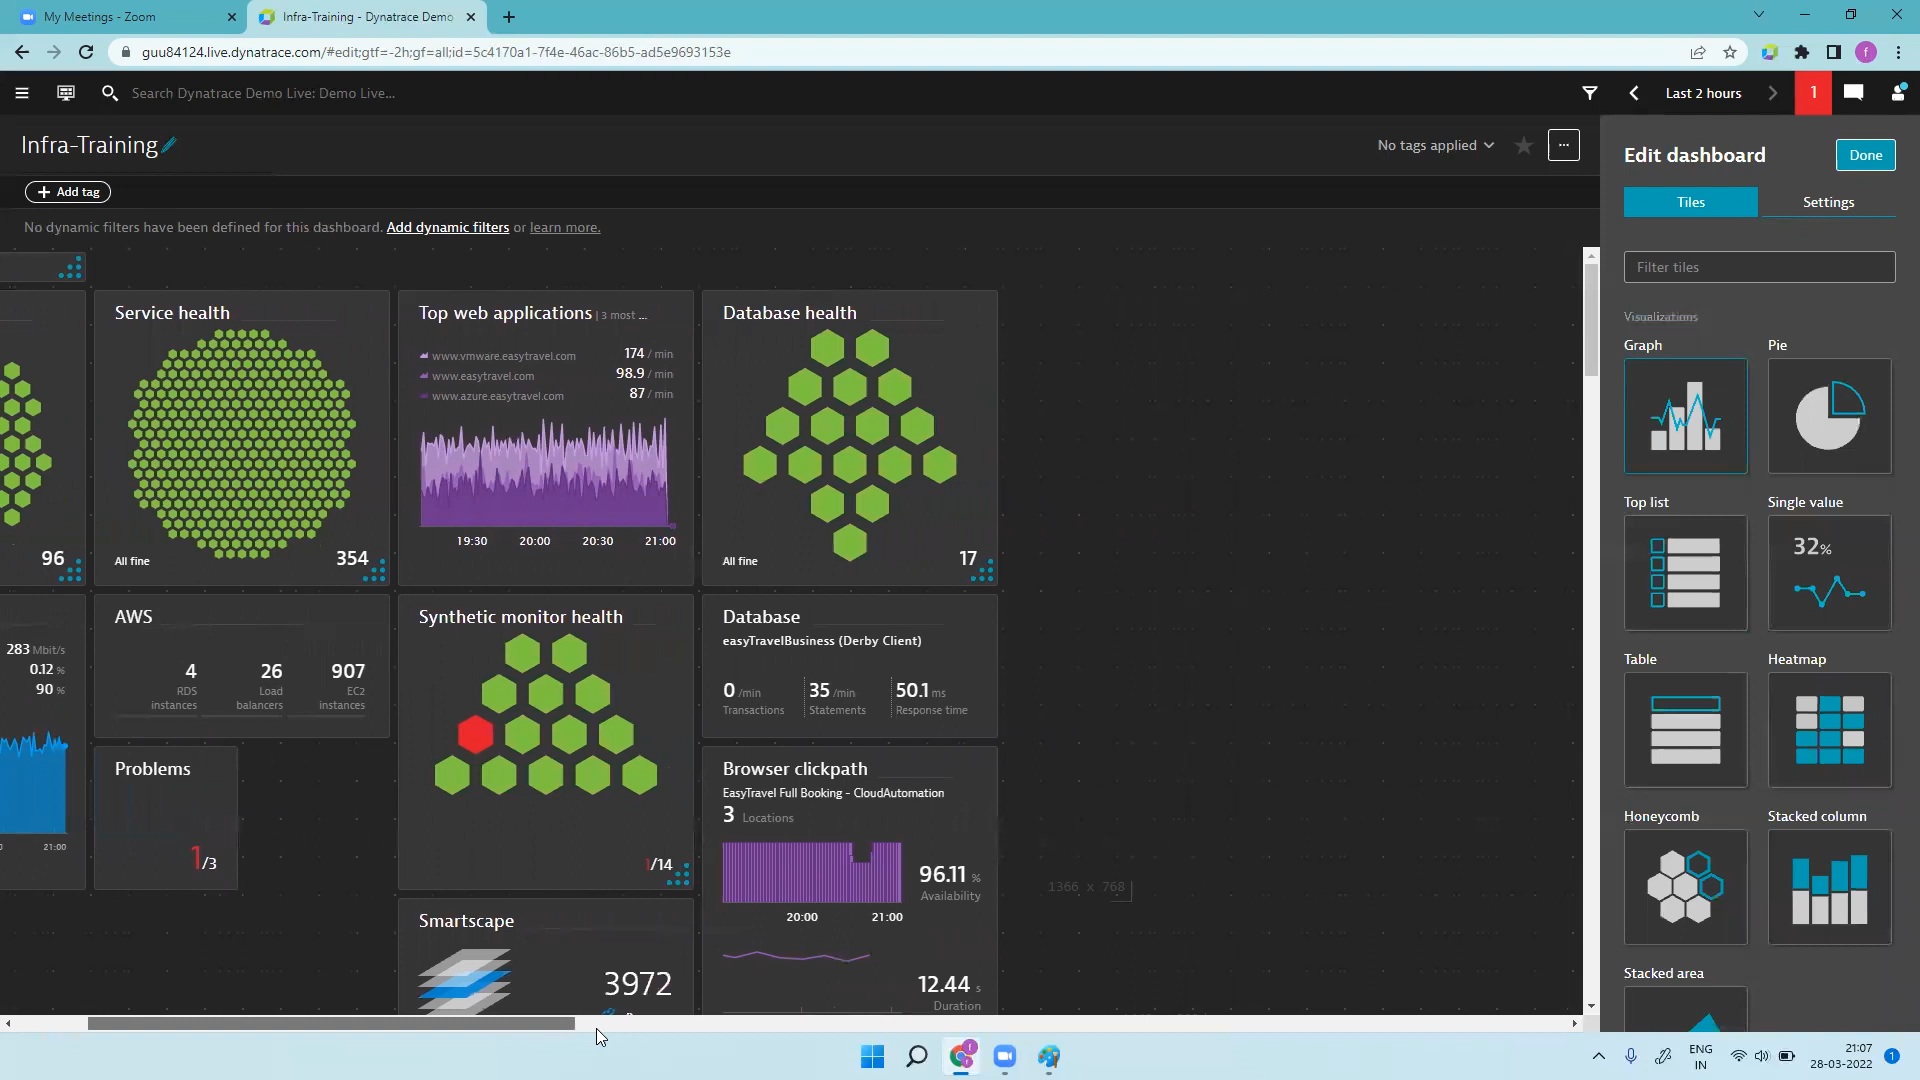 My Meetings - Zoom
Infra-Training - Dynatrace Demo
guu84124.live.dynatrace.com/#edit;gtf=-2h;gf=all;id=5c4170a1-7f4e-46ac-86b5-ad5e9693153e
f
Search Dynatrace Demo Live: Demo Live...
Last 2 hours
1
Infra-Training
No tags applied
...
Add tag
No dynamic filters have been defined for this dashboard. Add dynamic filters or learn more.
Edit dashboard
Done
Tiles
Settings
Filter tiles
Visualizations
Graph
Pie
Top list
Single value
32%
Table
Heatmap
Honeycomb
Stacked column
Stacked area
96
Service health
All fine
354
Top web applications | 3 most ...
www.vmware.easytravel.com 174 / min
www.easytravel.com 98.9 / min
www.azure.easytravel.com 87 / min
19:30 20:00 20:30 21:00
Database health
All fine
17
283 Mbit/s
0.12 %
90 %
21:00
AWS
4 26 907
RDS instances
Load balancers
EC2 instances
Problems
1/3
Synthetic monitor health
1/14
Smartscape
3972
Database
easyTravelBusiness (Derby Client)
0 /min 35 /min 50.1 ms
Transactions Statements Response time
Browser clickpath
EasyTravel Full Booking - CloudAutomation
3 Locations
96.11 %
Availability
20:00 21:00
12.44 s
Duration
1366 x 768
ENG
IN
21:07
28-03-2022
1